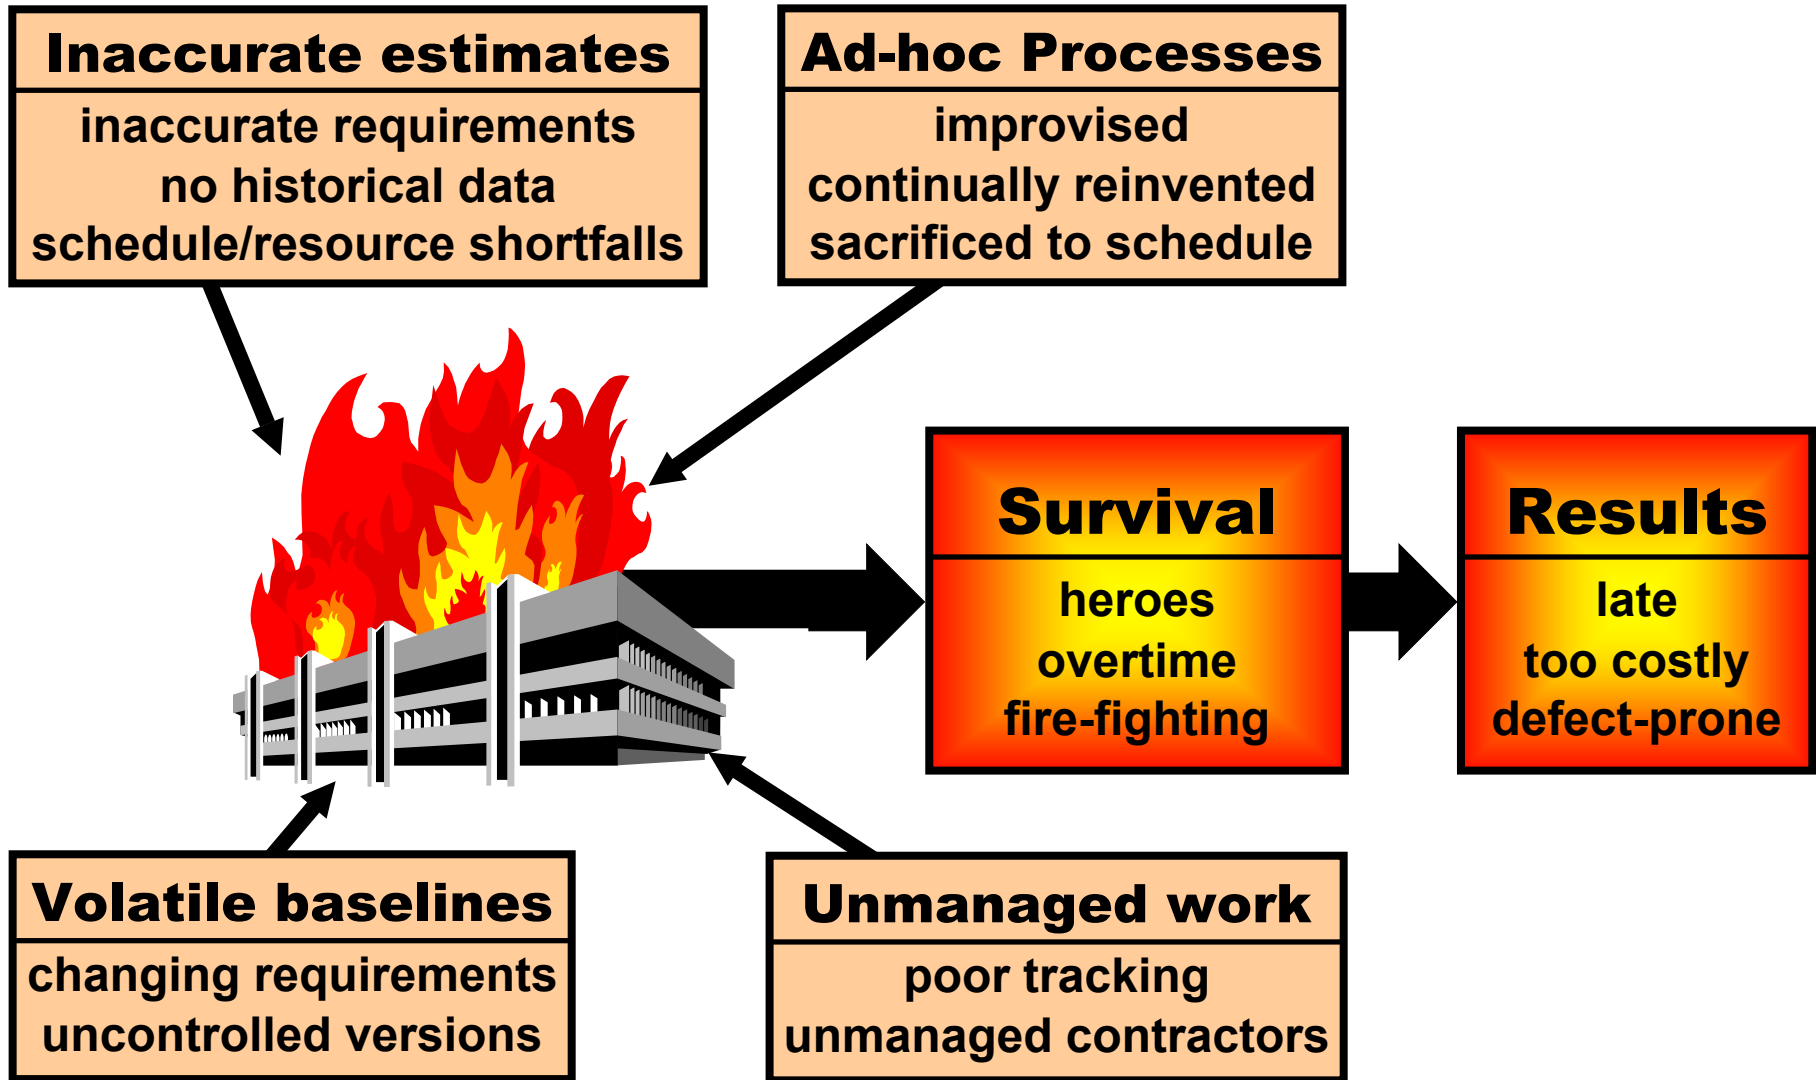 Inaccurate estimates
inaccurate requirements
no historical data
schedule/resource shortfalls
Ad-hoc Processes
improvised
continually reinvented
sacrificed to schedule
Survival
heroes
overtime
fire-fighting
Results
late
too costly
defect-prone
Volatile baselines
changing requirements
uncontrolled versions
Unmanaged work
poor tracking
unmanaged contractors